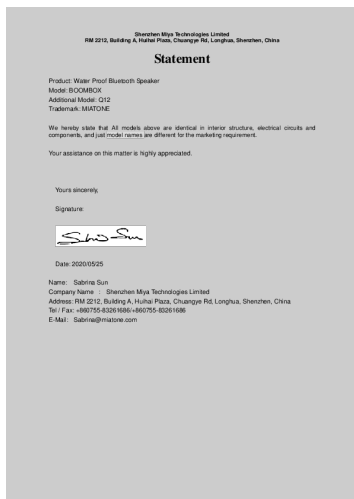 Shenzhen Miya Technologies Limited
RM 2212, Building A, Huihai Plaza, Chuangye Rd, Longhua, Shenzhen, China
Statement
Product: Water Proof Bluetooth Speaker
Model: BOOMBOX
Additional Model: Q12
Trademark: MIATONE
We hereby state that All models above are identical in interior structure, electrical circuits and
components, and just model names are different for the marketing requirement.
Your assistance on this matter is highly appreciated.
Yours sincerely,
Signature:
Sabrina Sun
Date: 2020/05/25
Name: Sabrina Sun
Company Name : Shenzhen Miya Technologies Limited
Address: RM 2212, Building A, Huihai Plaza, Chuangye Rd, Longhua, Shenzhen, China
Tel / Fax: +860755-83261686/+860755-83261686
E-Mail: Sabrina@miatone.com